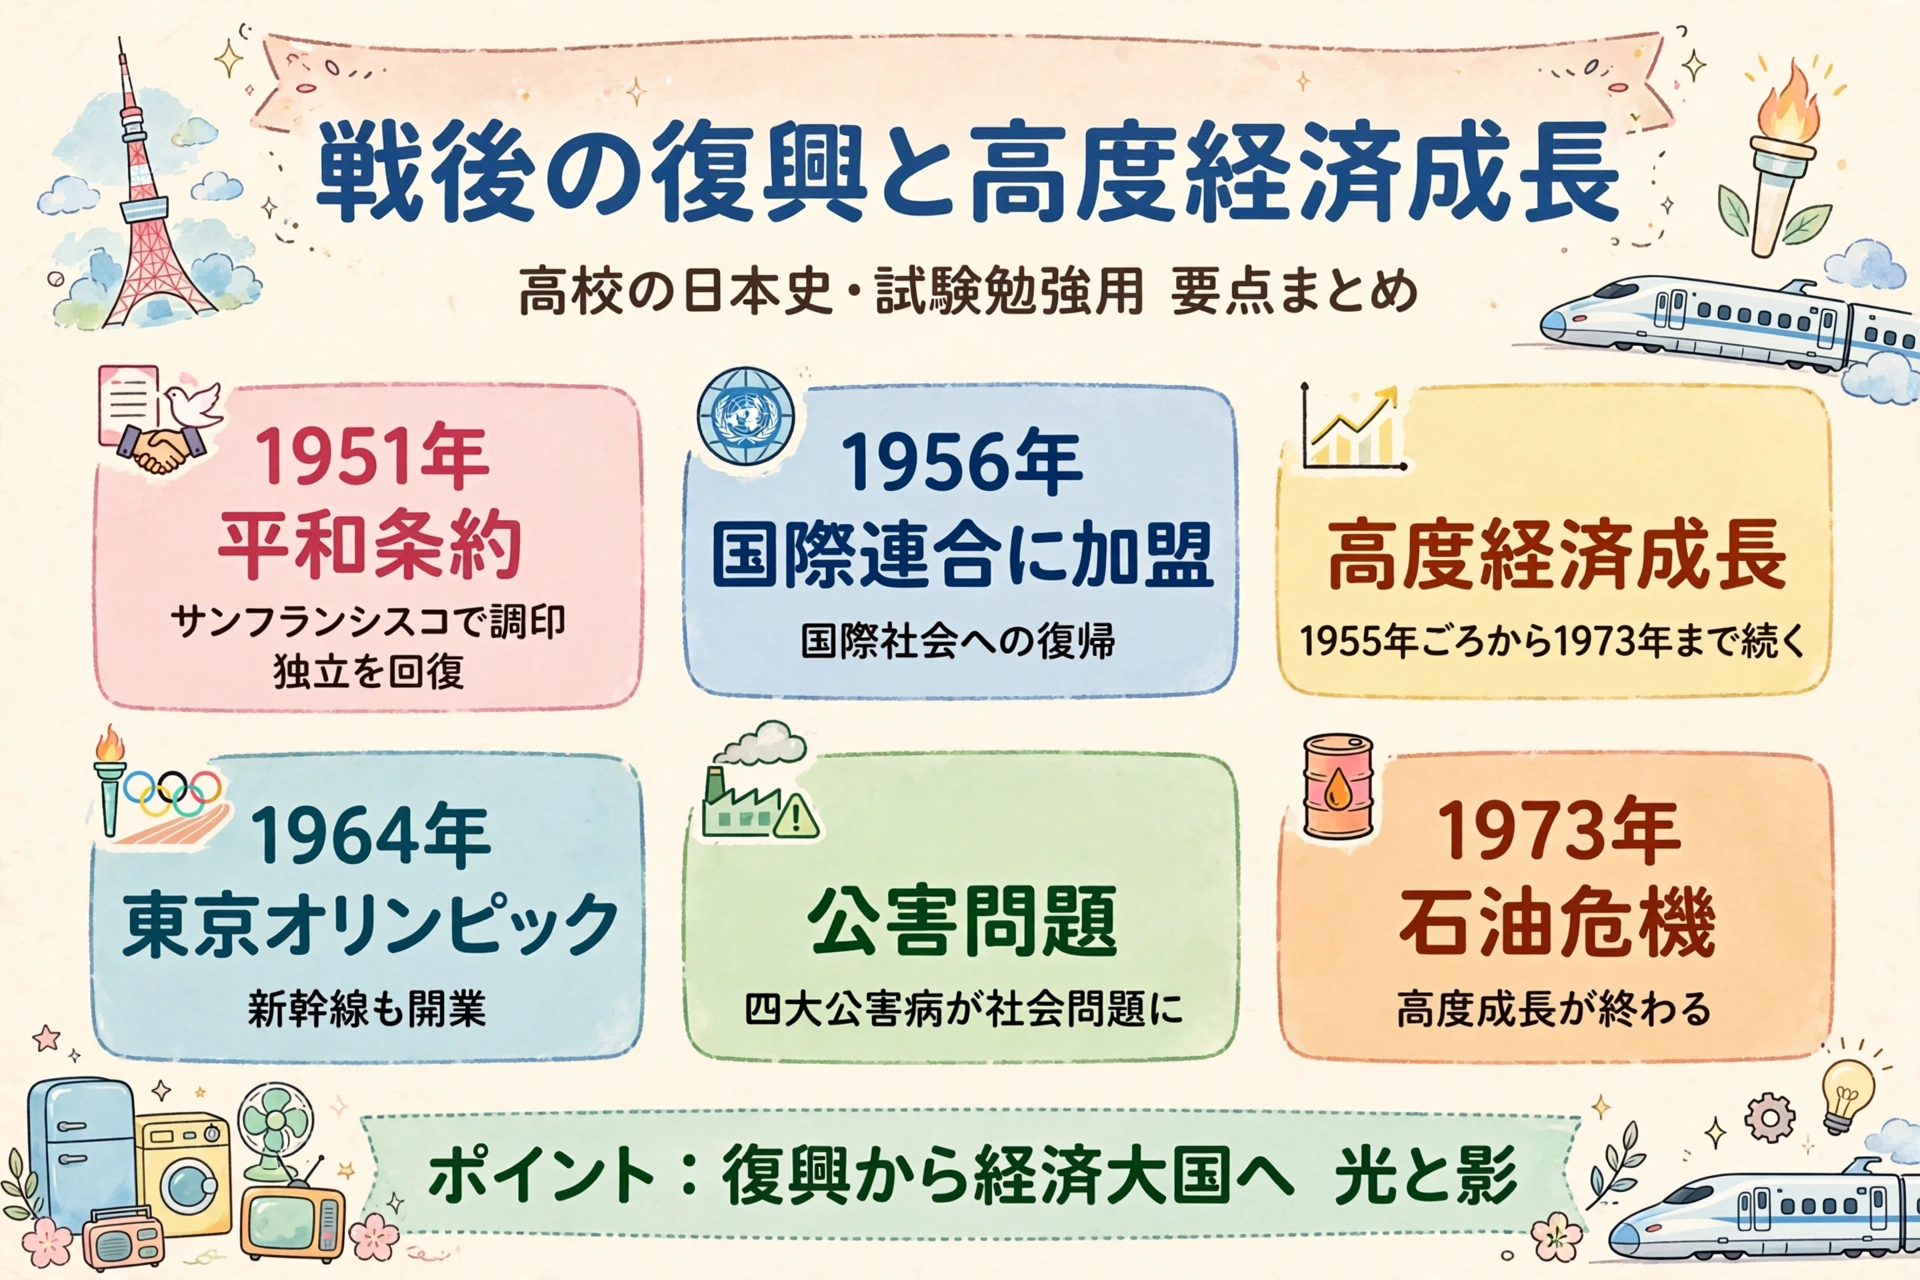 戦後の復興と高度経済成長
高校の日本史・試験勉強用 要点まとめ
1951年
平和条約
サンフランシスコで調印
独立を回復
1956年
国際連合に加盟
国際社会への復帰
高度経済成長
1955年ごろから1973年まで続く
1964年
東京オリンピック
新幹線も開業
公害問題
四大公害病が社会問題に
1973年
石油危機
高度成長が終わる
ポイント：復興から経済大国へ 光と影